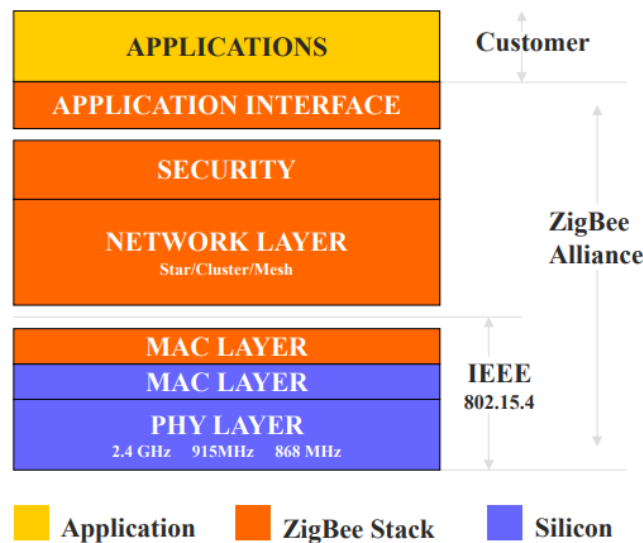 APPLICATIONS
Customer
APPLICATION INTERFACE
SECURITY
NETWORK LAYER
Star/Cluster/Mesh
ZigBee
Alliance
MAC LAYER
MAC LAYER
IEEE
802.15.4
PHY LAYER
2.4 GHz 915MHz 868 MHz
Application
ZigBee Stack
Silicon